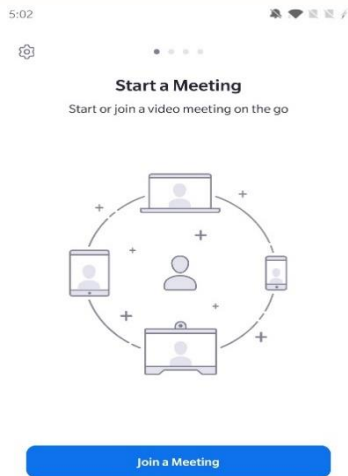 5:02
Start a Meeting
Start or join a video meeting on the go
Join a Meeting